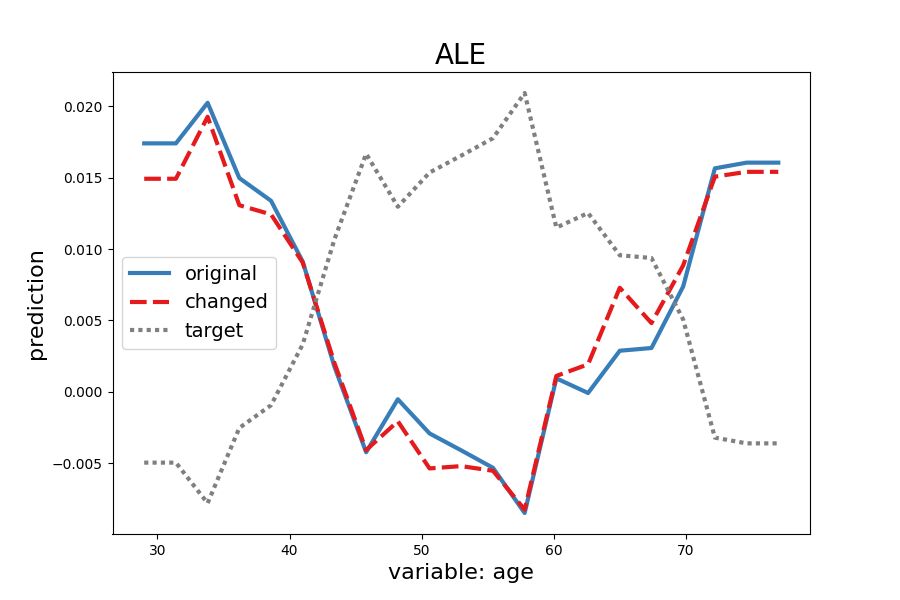 ALE
prediction
0.020
0.015
0.010
0.005
0.000
−0.005
original
changed
target
30 40 50 60 70
variable: age